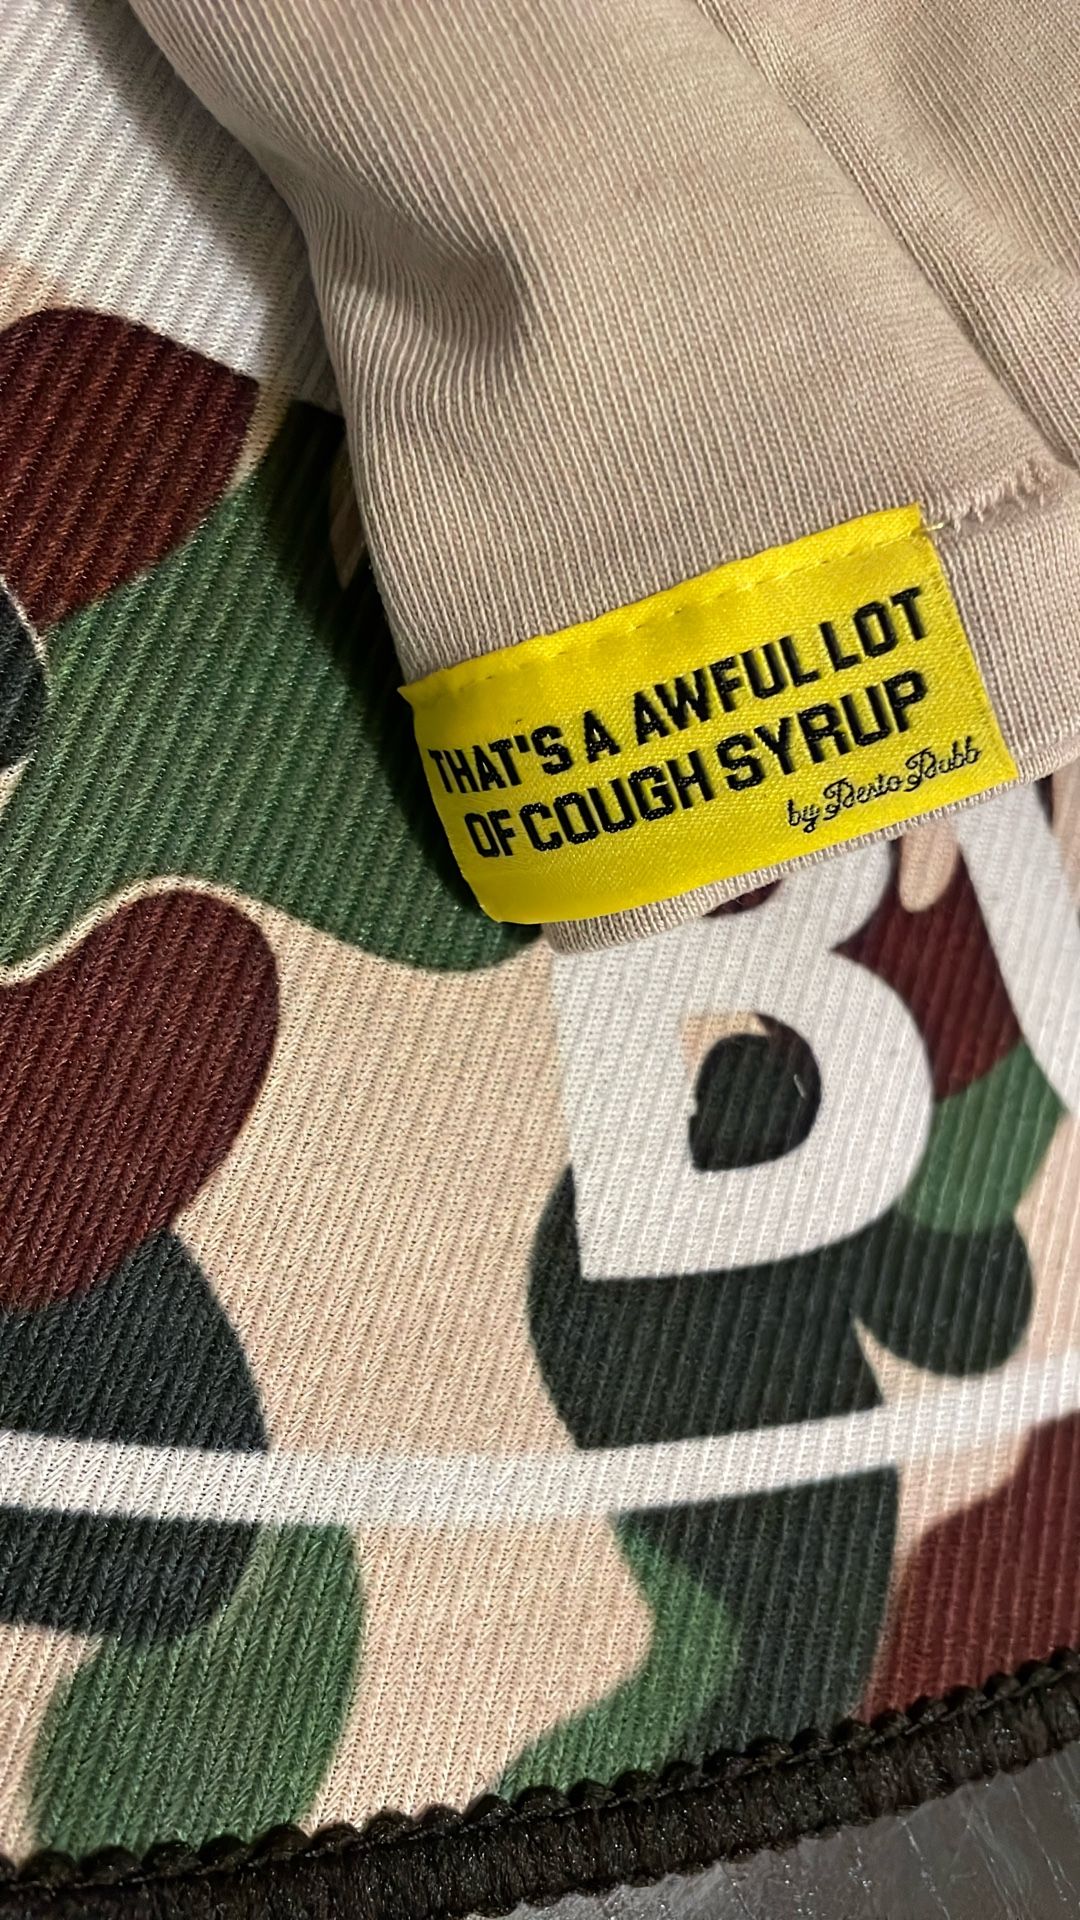 THAT'S A AWFUL LOT
OF COUGH SYRUP
by Desto Dubb
B